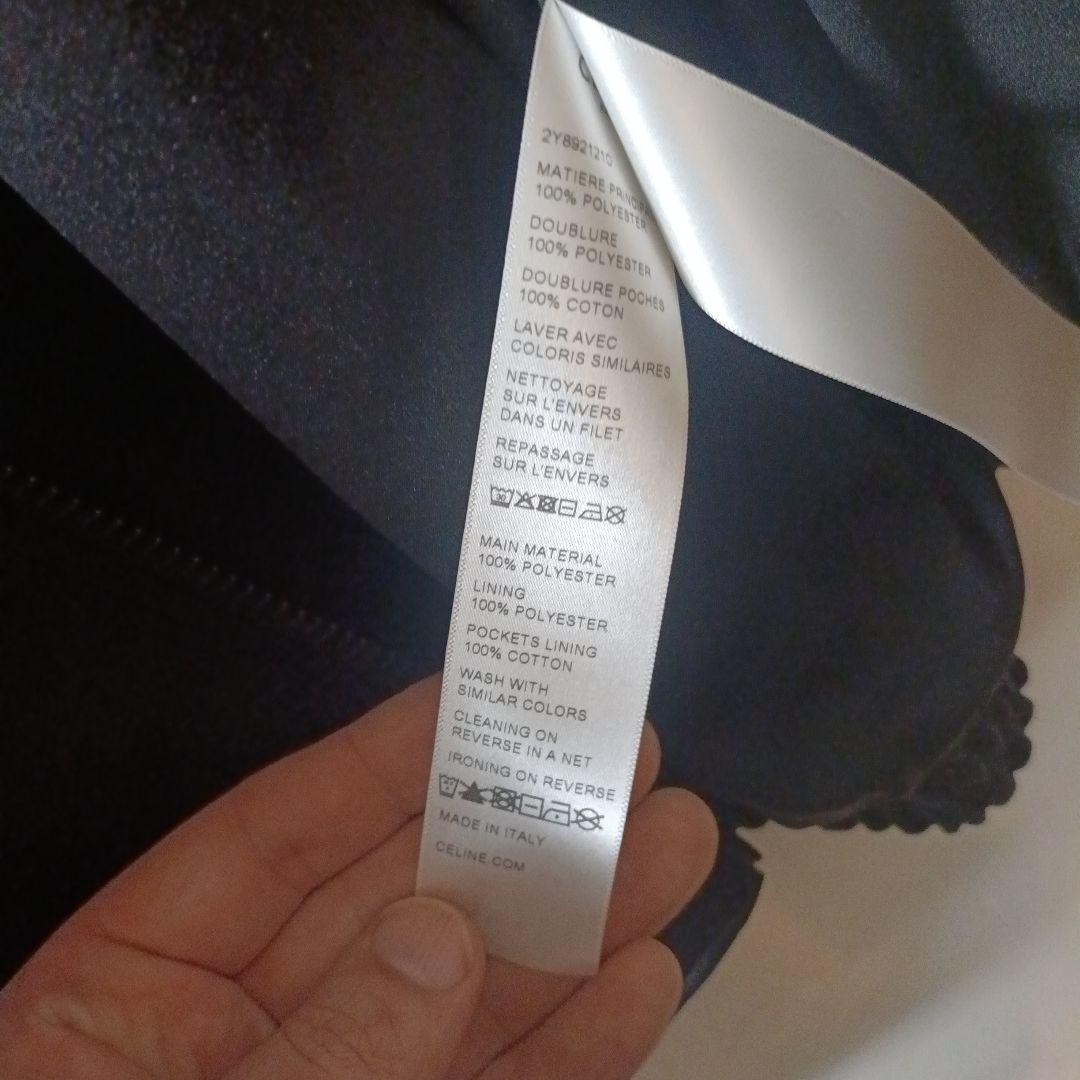 2Y8921210
MATIERE
100% POLYESTER
DOUBLURE
100% POLYESTER
DOUBLURE POCHES
100% COTON
LAVER AVEC
COLORIS SIMILAIRES
NETTOYAGE
SUR L'ENVERS
DANS UN FILET
REPASSAGE
SUR L'ENVERS
30
MAIN MATERIAL
100% POLYESTER
LINING
100% POLYESTER
POCKETS LINING
100% COTTON
WASH WITH
SIMILAR COLORS
CLEANING ON
REVERSE IN A NET
IRONING ON REVERSE
MADE IN ITALY
CELINE.COM